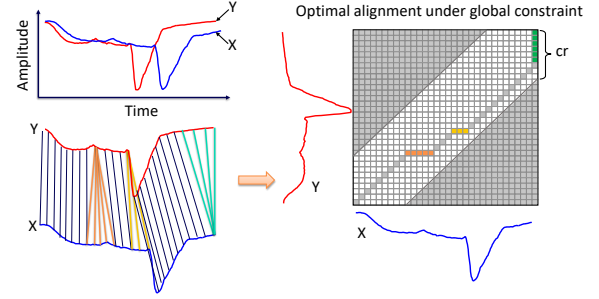 Optimal alignment under global constraint
Amplitude
Y
X
Time
cr
Y
X
Y
X